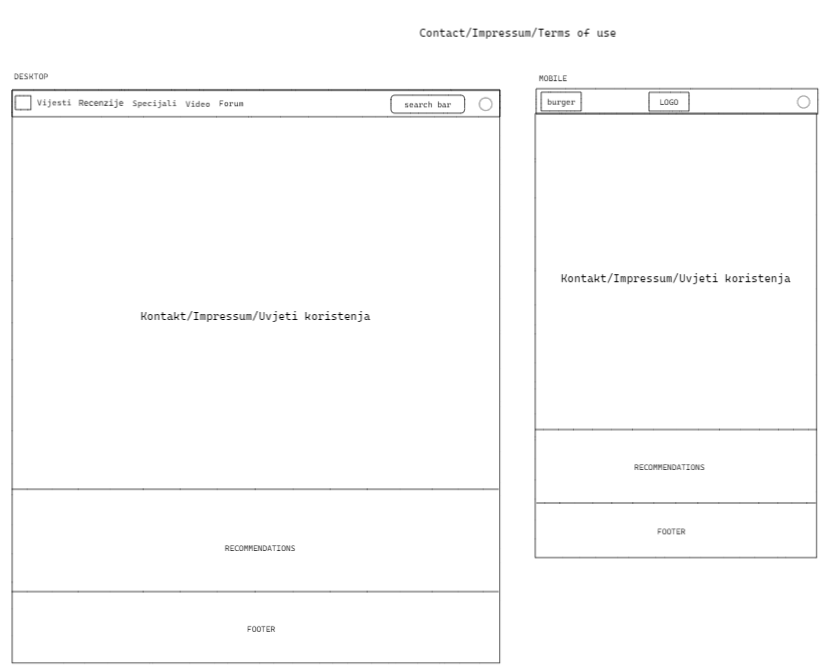 Contact/Impressum/Terms of use
DESKTOP
Vijesti Recenzije Specijali Video Forum
search bar
Kontakt/Impressum/Uvjeti koristenja
RECOMMENDATIONS
FOOTER
MOBILE
burger
LOGO
Kontakt/Impressum/Uvjeti koristenja
RECOMMENDATIONS
FOOTER